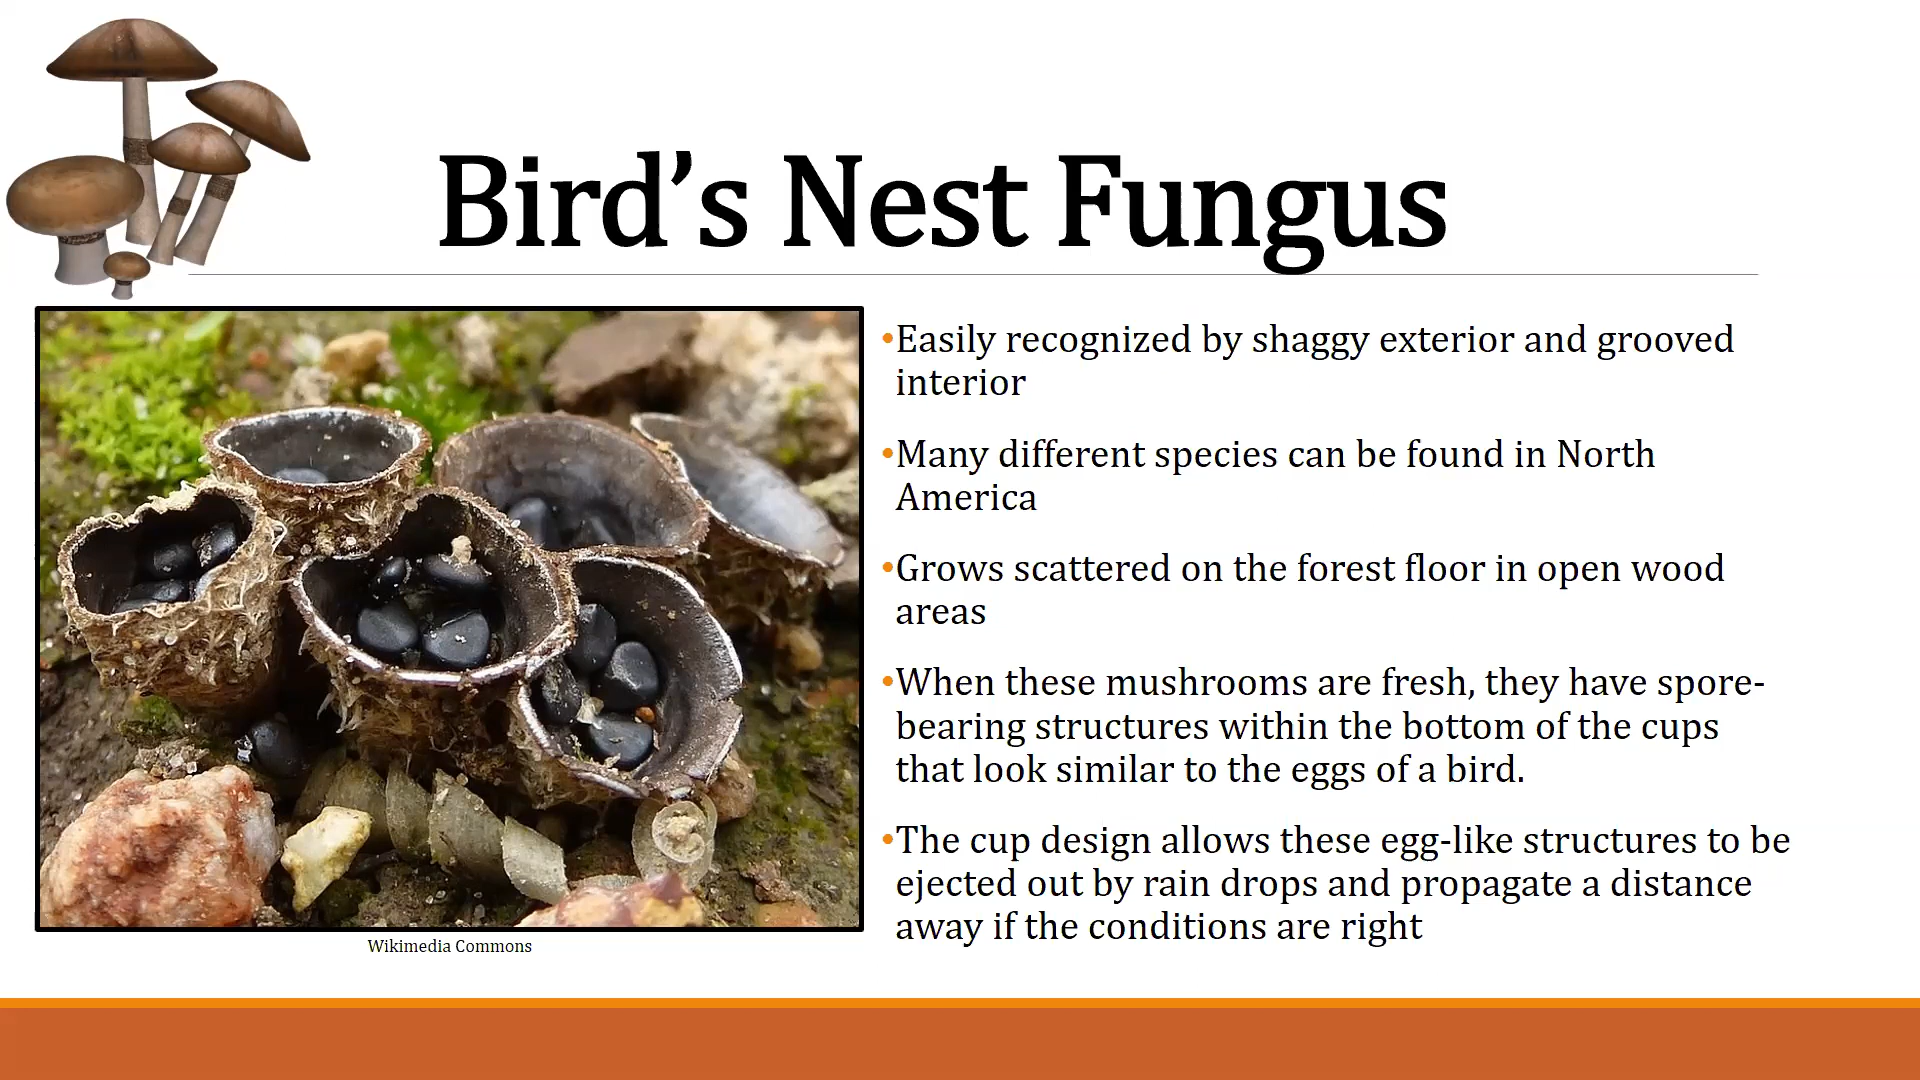 Bird’s Nest Fungus
•Easily recognized by shaggy exterior and grooved
interior
•Many different species can be found in North
America
•Grows scattered on the forest floor in open wood
areas
•When these mushrooms are fresh, they have spore-
bearing structures within the bottom of the cups
that look similar to the eggs of a bird.
•The cup design allows these egg-like structures to be
ejected out by rain drops and propagate a distance
away if the conditions are right
Wikimedia Commons